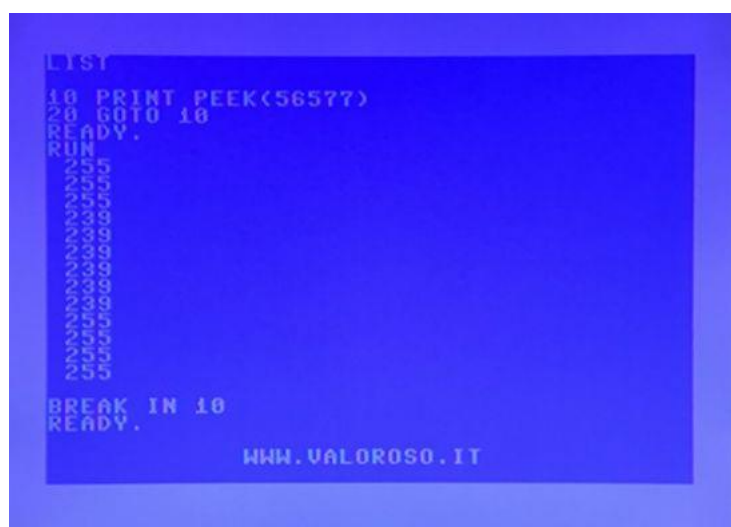 LIST
10 PRINT PEEK(56577)
20 GOTO 10
READY.
RUN
255
255
255
239
239
239
239
239
239
255
255
255
255
BREAK IN 10
READY.
WWW.VALOROSO.IT